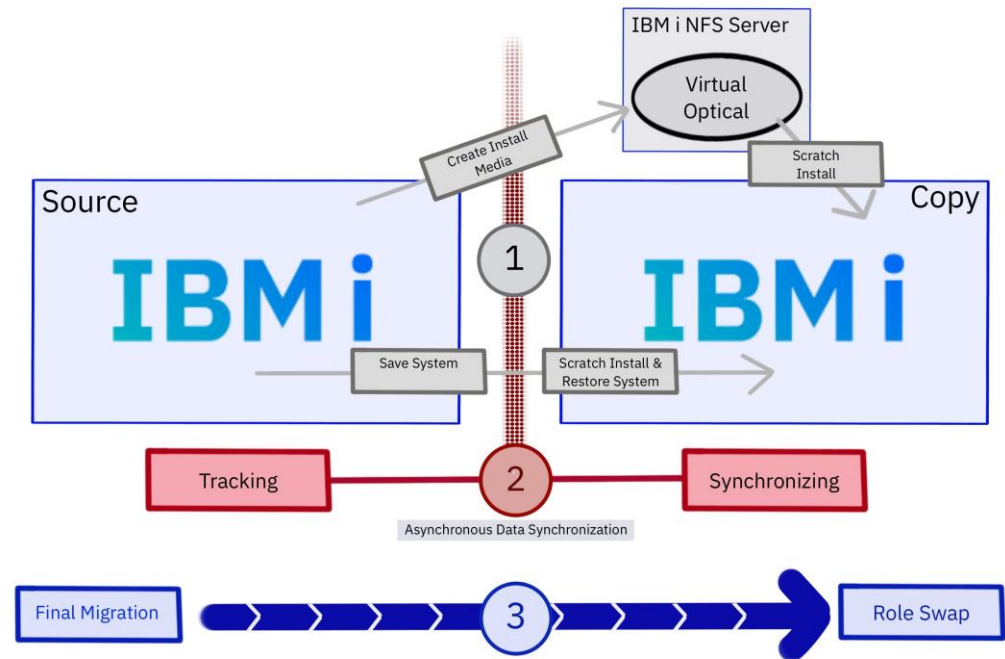 IBM i NFS Server
Virtual
Optical
Create Install
Media
Scratch
Install
Source
Copy
1
IBM i
IBM i
Save System
Scratch Install &
Restore System
Tracking
2
Synchronizing
Asynchronous Data Synchronization
Final Migration
3
Role Swap